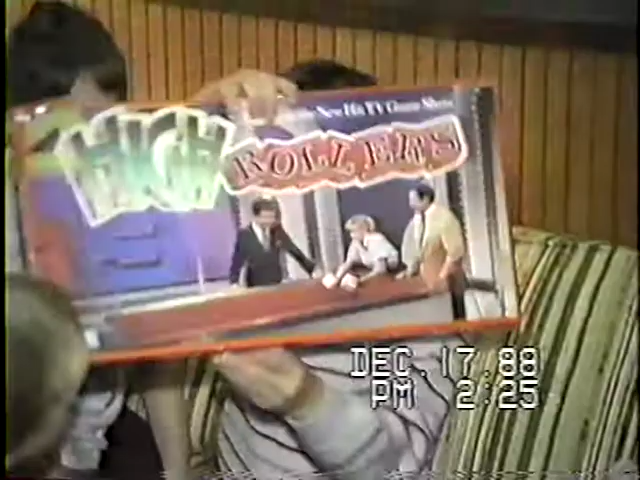 New Hit TV Game Show
HIGH
ROLLERS
DEC. 17. 88
PM 2:25